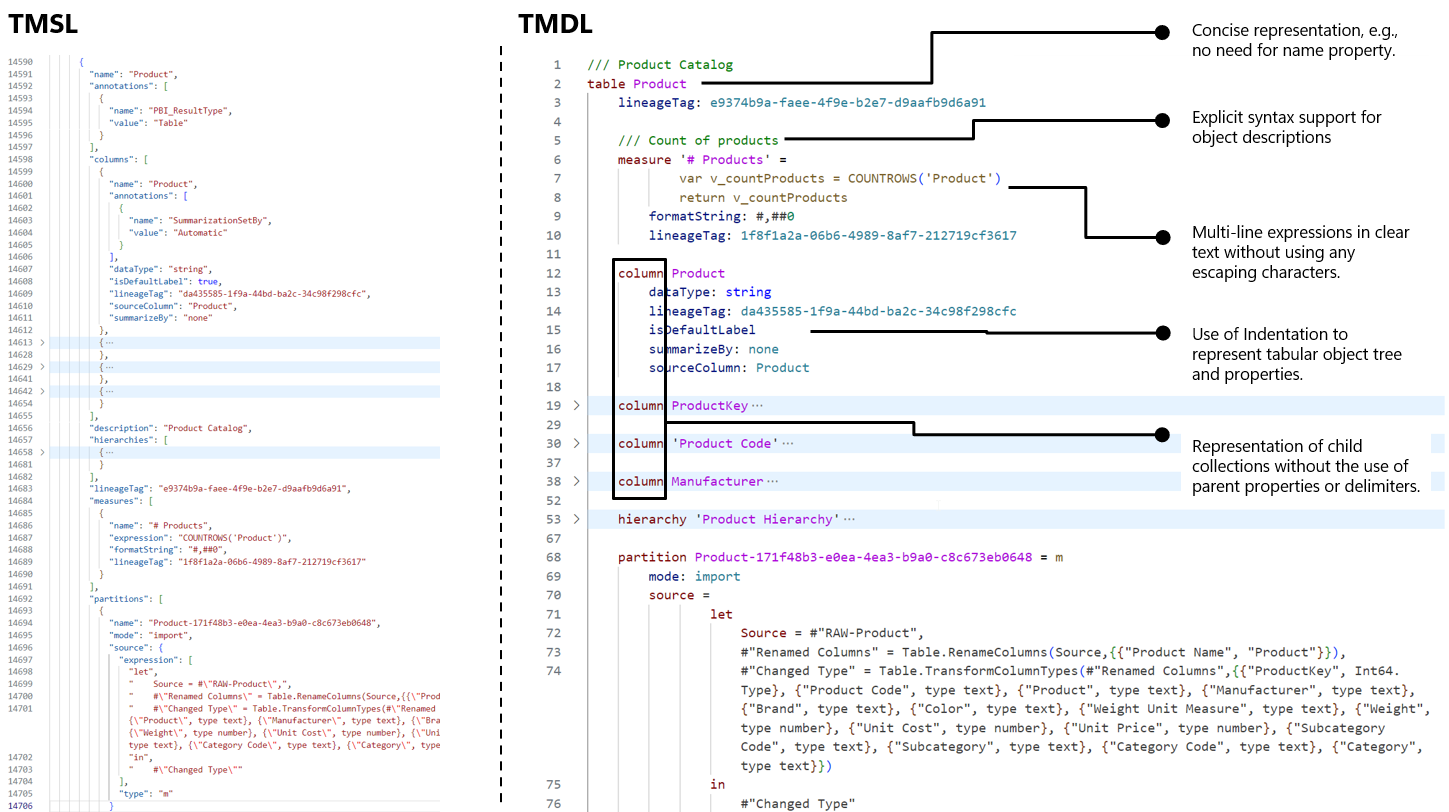 TMSL
14590 {
14591 "name": "Product",
14592 "annotations": [
14593 {
14594 "name": "PBI_ResultType",
14595 "value": "Table"
14596 }
14597 ],
14598 "columns": [
14599 {
14600 "name": "Product",
14601 "annotations": [
14602 {
14603 "name": "SummarizationSetBy",
14604 "value": "Automatic"
14605 }
14606 ],
14607 "dataType": "string",
14608 "isDefaultLabel": true,
14609 "lineageTag": "da435585-1f9a-44bd-ba2c-34c98f298cfc",
14610 "sourceColumn": "Product",
14611 "summarizeBy": "none"
14612 },
14613 {…
14628 },
14629 {…
14641 },
14642 {…
14654 }
14655 ],
14656 "description": "Product Catalog",
14657 "hierarchies": [
14658 {…
14681 }
14682 ],
14683 "lineageTag": "e9374b9a-faee-4f9e-b2e7-d9aafb9d6a91",
14684 "measures": [
14685 {
14686 "name": "# Products",
14687 "expression": "COUNTROWS('Product')",
14688 "formatString": "#,##0",
14689 "lineageTag": "1f8f1a2a-06b6-4989-8af7-212719cf3617"
14690 }
14691 ],
14692 "partitions": [
14693 {
14694 "name": "Product-171f48b3-e0ea-4ea3-b9a0-c8c673eb0648",
14695 "mode": "import",
14696 "source": {
14697 "expression": [
14698 "let",
14699 "    Source = #\"RAW-Product\",",
14700 "    #\"Renamed Columns\" = Table.RenameColumns(Source,{{\"Prod
14701 "    #\"Changed Type\" = Table.TransformColumnTypes(#\"Renamed
{\"Product\", type text}, {\"Manufacturer\", type text}, {\"Bra
{\"Weight\", type number}, {\"Unit Cost\", type number}, {\"Uni
type text}, {\"Category Code\", type text}, {\"Category\", type
14702 "in",
14703 "    #\"Changed Type\""
14704 ],
14705 "type": "m"
14706 }
TMDL
1 /// Product Catalog
2 table Product
3 lineageTag: e9374b9a-faee-4f9e-b2e7-d9aafb9d6a91
4
5 /// Count of products
6 measure '# Products' =
7 var v_countProducts = COUNTROWS('Product')
8 return v_countProducts
9 formatString: #,##0
10 lineageTag: 1f8f1a2a-06b6-4989-8af7-212719cf3617
11
12 column Product
13 dataType: string
14 lineageTag: da435585-1f9a-44bd-ba2c-34c98f298cfc
15 isDefaultLabel
16 summarizeBy: none
17 sourceColumn: Product
18
19 column ProductKey…
29
30 column 'Product Code'…
37
38 column Manufacturer…
52
53 hierarchy 'Product Hierarchy'…
67
68 partition Product-171f48b3-e0ea-4ea3-b9a0-c8c673eb0648 = m
69 mode: import
70 source =
71 let
72 Source = #"RAW-Product",
73 #"Renamed Columns" = Table.RenameColumns(Source,{{"Product Name", "Product"}}),
74 #"Changed Type" = Table.TransformColumnTypes(#"Renamed Columns",{{"ProductKey", Int64.
Type}, {"Product Code", type text}, {"Product", type text}, {"Manufacturer", type text},
{"Brand", type text}, {"Color", type text}, {"Weight Unit Measure", type text}, {"Weight",
type number}, {"Unit Cost", type number}, {"Unit Price", type number}, {"Subcategory
Code", type text}, {"Subcategory", type text}, {"Category Code", type text}, {"Category",
type text}})
75 in
76 #"Changed Type"
Concise representation, e.g.,
no need for name property.
Explicit syntax support for
object descriptions
Multi-line expressions in clear
text without using any
escaping characters.
Use of Indentation to
represent tabular object tree
and properties.
Representation of child
collections without the use of
parent properties or delimiters.